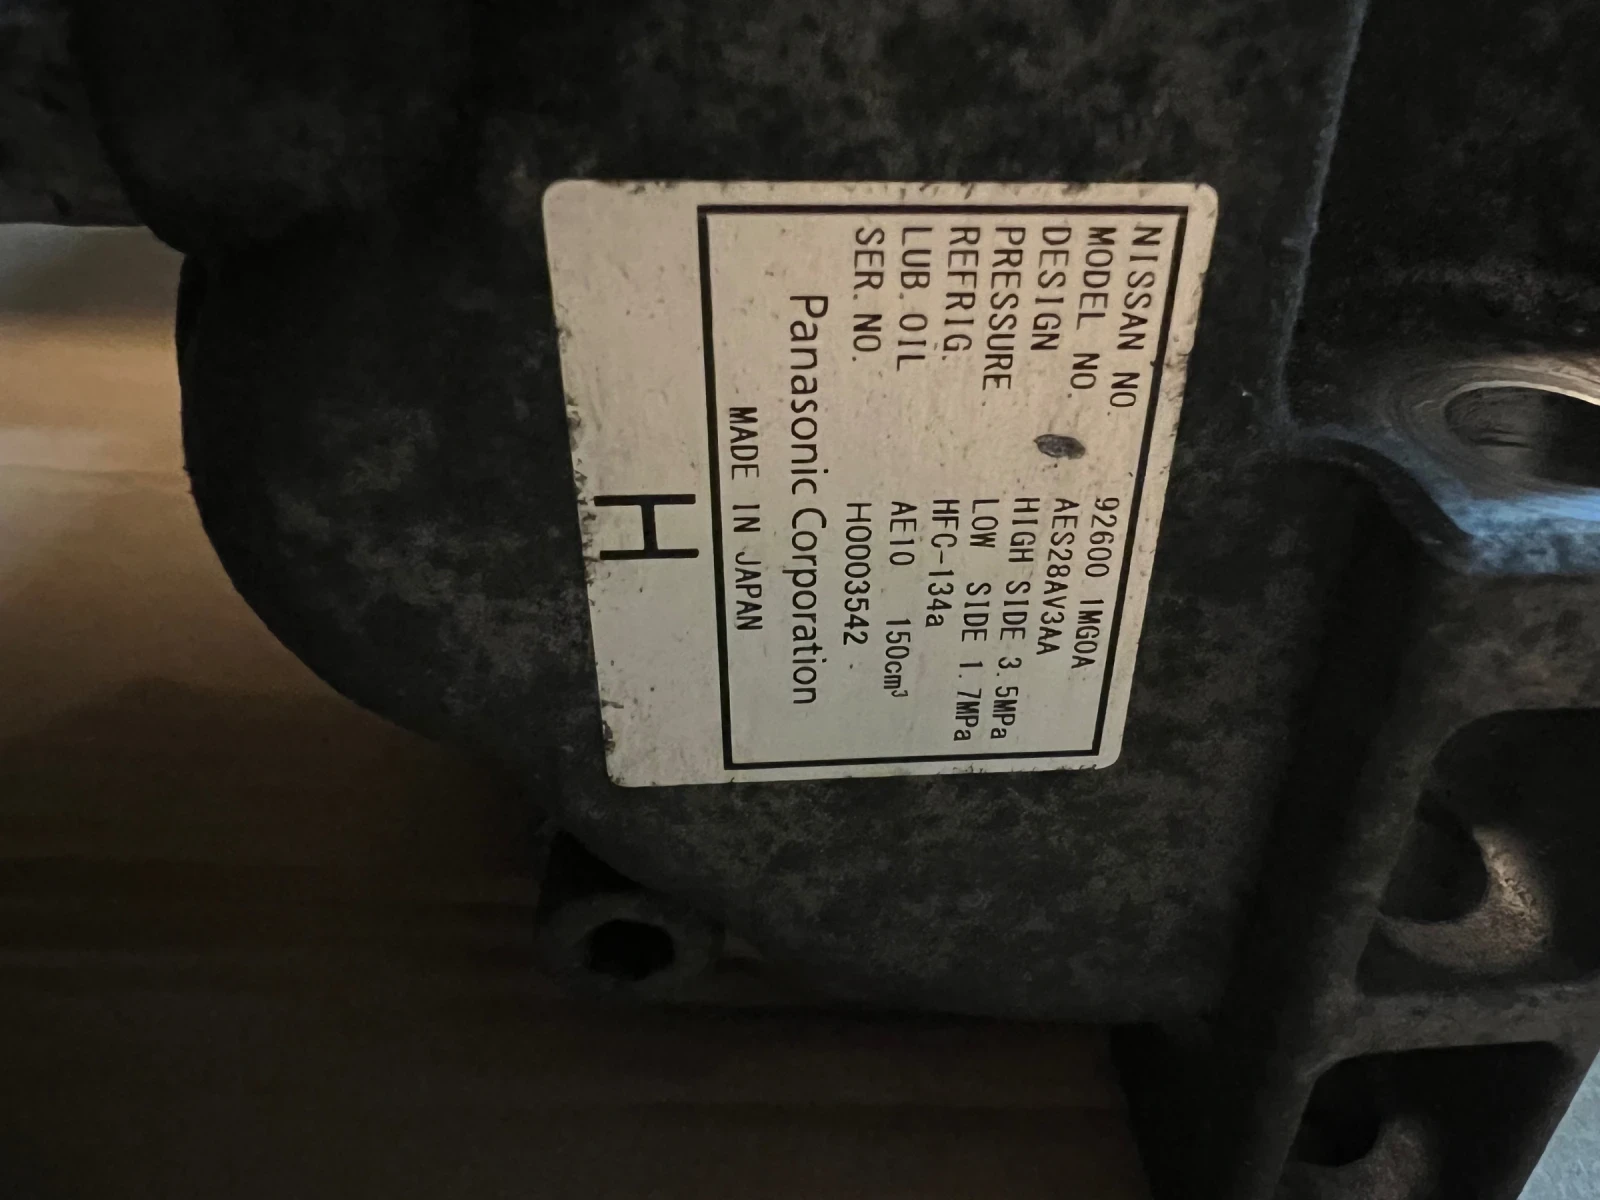 NISSAN NO. 92600 1MG0A
MODEL NO. AES28AV3AA
DESIGN HIGH SIDE 3.5MPa
PRESSURE LOW SIDE 1.7MPa
REFRIG. HFC-134a
LUB.OIL AE10 150cm³
SER.NO. H0003542
Panasonic Corporation
MADE IN JAPAN
H